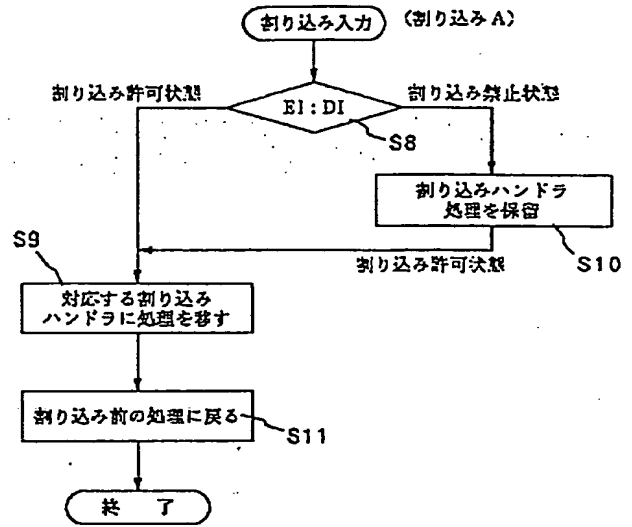 割り込み入力
(割り込みA)
割り込み許可状態
EI:DI
割り込み禁止状態
S8
割り込みハンドラ
処理を保留
S10
割り込み許可状態
S9
対応する割り込み
ハンドラに処理を移す
割り込み前の処理に戻る
S11
終 了